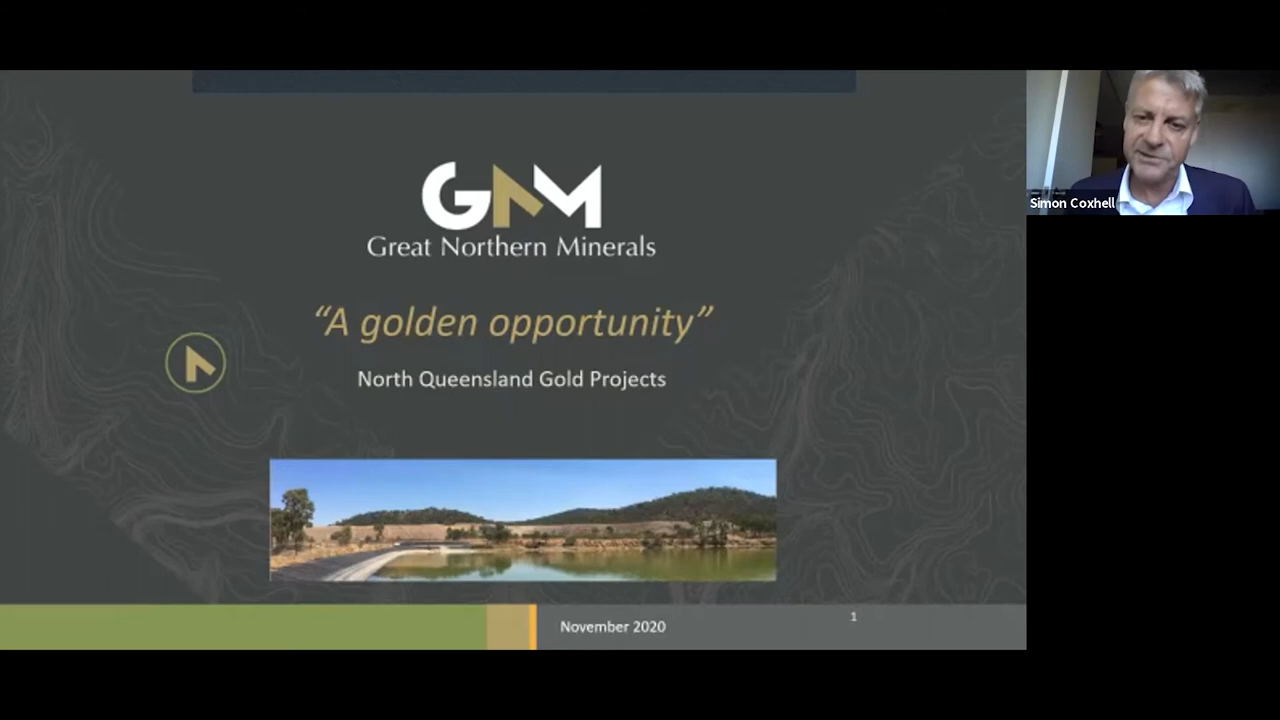 GNM
Great Northern Minerals
“A golden opportunity”
North Queensland Gold Projects
November 2020
1
Simon Coxhell